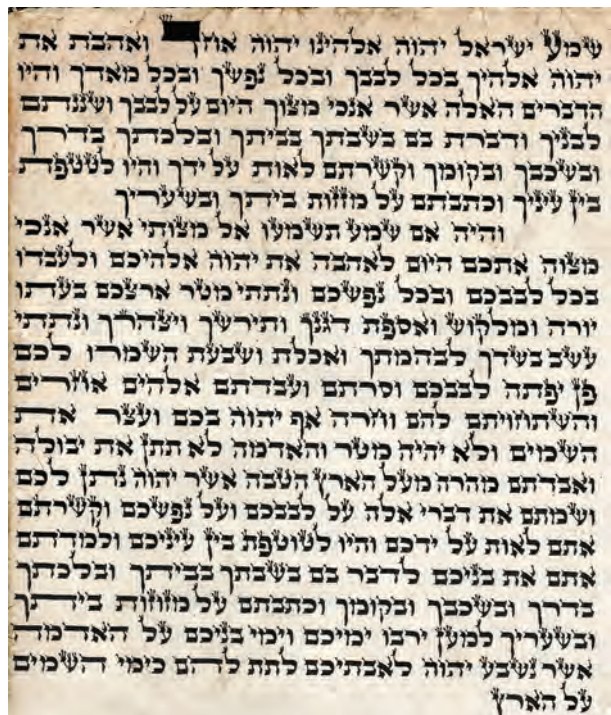 שמע ישראל יהוה אלהינו יהוה אחד ואהבת את
יהוה אלהיך בכל לבבך ובכל נפשך ובכל מאדך והיו
הדברים האלה אשר אנכי מצוך היום על לבבך ושננתם
לבניך ודברת בם בשבתך בביתך ובלכתך בדרך
ובשכבך ובקומך וקשרתם לאות על ידך והיו לטטפת
בין עיניך וכתבתם על מזזות ביתך ובשעריך
והיה אם שמע תשמעו אל מצותי אשר אנכי
מצוה אתכם היום לאהבה את יהוה אלהיכם ולעבדו
בכל לבבכם ובכל נפשכם ונתתי מטר ארצכם בעתו
יורה ומלקוש ואספת דגנך ותירשך ויצהרך ונתתי
עשב בשדך לבהמתך ואכלת ושבעת השמרו לכם
פן יפתה לבבכם וסרתם ועבדתם אלהים אחרים
והשתחויתם להם וחרה אף יהוה בכם ועצר את
השמים ולא יהיה מטר והאדמה לא תתן את יבולה
ואבדתם מהרה מעל הארץ הטבה אשר יהוה נתן לכם
ושמתם את דברי אלה על לבבכם ועל נפשכם וקשרתם
אתם לאות על ידכם והיו לטוטפת בין עיניכם ולמדתם
אתם את בניכם לדבר בם בשבתך בביתך ובלכתך
בדרך ובשכבך ובקומך וכתבתם על מזוזות ביתך
ובשעריך למען ירבו ימיכם וימי בניכם על האדמה
אשר נשבע יהוה לאבתיכם לתת להם כימי השמים
על הארץ